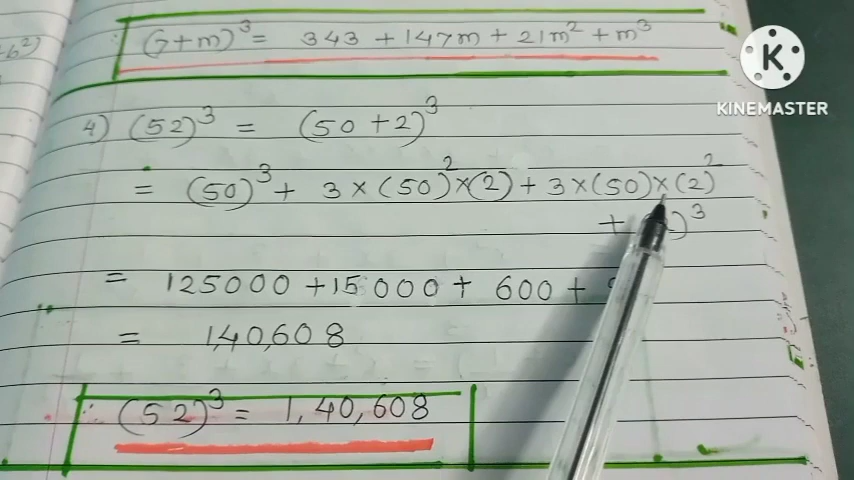 (7+m)³ = 343 + 147m + 21m² + m³
K
KINEMASTER
4) (52)³ = (50 + 2)³
= (50)³ + 3 × (50)² × (2) + 3 × (50) × (2)²
+ )³
= 125000 + 15000 + 600 +
= 1,40,608
∴ (52)³ = 1,40,608